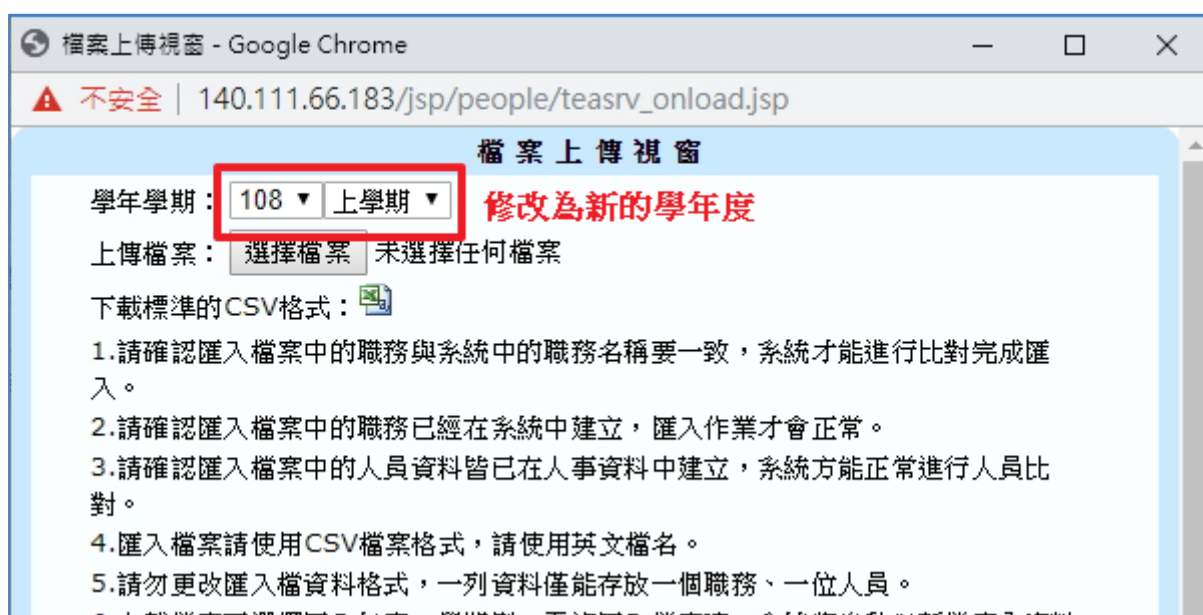 檔案上傳視窗 - Google Chrome
不安全 | 140.111.66.183/jsp/people/teasrv_onload.jsp
檔案上傳視窗
學年學期： 108 上學期 修改為新的學年度
上傳檔案： 選擇檔案 未選擇任何檔案
下載標準的CSV格式：
1.請確認匯入檔案中的職務與系統中的職務名稱要一致，系統才能進行比對完成匯
入。
2.請確認匯入檔案中的職務已經在系統中建立，匯入作業才會正常。
3.請確認匯入檔案中的人員資料皆已在人事資料中建立，系統方能正常進行人員比
對。
4.匯入檔案請使用CSV檔案格式，請使用英文檔名。
5.請勿更改匯入檔資料格式，一列資料僅能存放一個職務、一位人員。